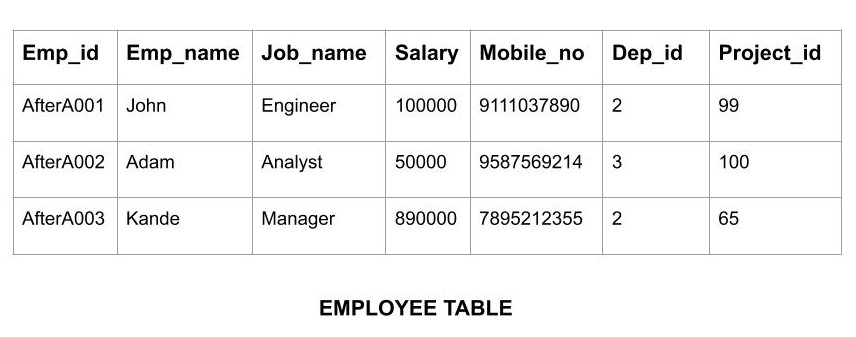 Emp_id Emp_name Job_name Salary Mobile_no Dep_id Project_id
AfterA001 John Engineer 100000 9111037890 2 99
AfterA002 Adam Analyst 50000 9587569214 3 100
AfterA003 Kande Manager 890000 7895212355 2 65
EMPLOYEE TABLE